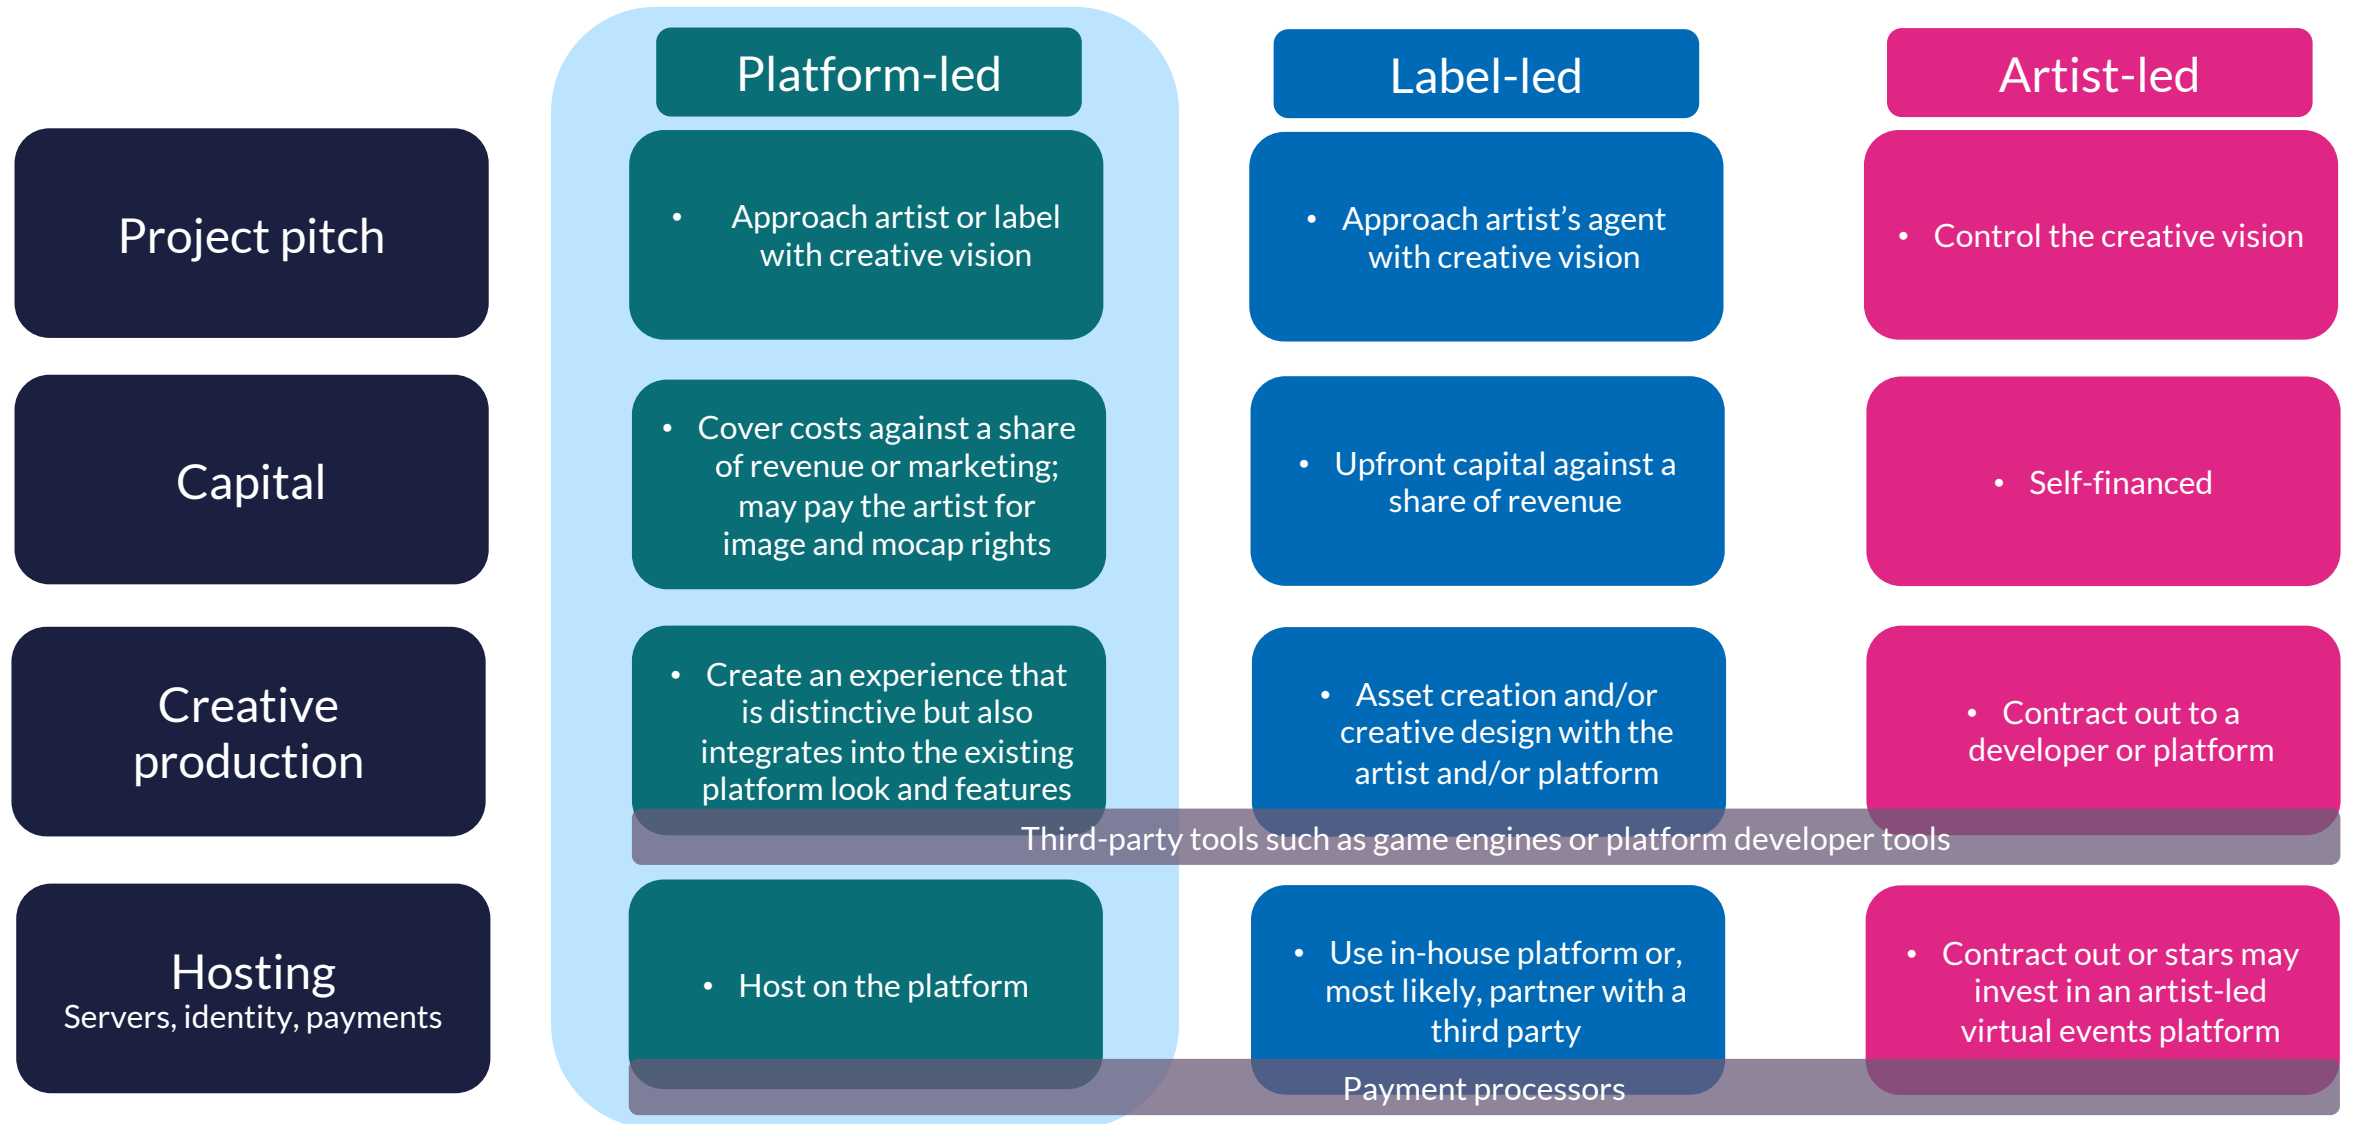 Platform-led
Label-led
Artist-led
Project pitch
• Approach artist or label
with creative vision
• Approach artist’s agent
with creative vision
• Control the creative vision
Capital
• Cover costs against a share
of revenue or marketing;
may pay the artist for
image and mocap rights
• Upfront capital against a
share of revenue
• Self-financed
Creative
production
• Create an experience that
is distinctive but also
integrates into the existing
platform look and features
• Asset creation and/or
creative design with the
artist and/or platform
• Contract out to a
developer or platform
Third-party tools such as game engines or platform developer tools
Hosting
Servers, identity, payments
• Host on the platform
• Use in-house platform or,
most likely, partner with a
third party
• Contract out or stars may
invest in an artist-led
virtual events platform
Payment processors